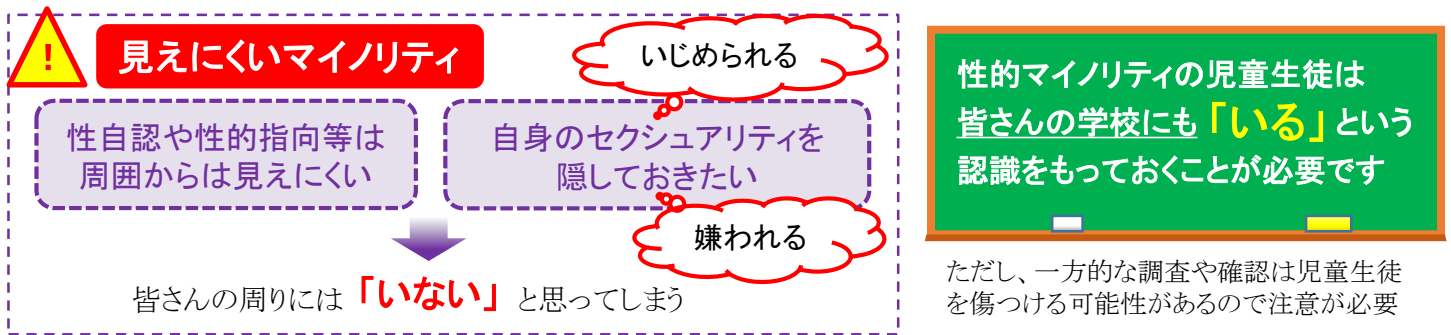 !
見えにくいマイノリティ
いじめられる
性自認や性的指向等は
周囲からは見えにくい
自身のセクシュアリティを
隠しておきたい
嫌われる
皆さんの周りには「いない」と思ってしまう
性的マイノリティの児童生徒は
皆さんの学校にも「いる」という
認識をもっておくことが必要です
ただし、一方的な調査や確認は児童生徒
を傷つける可能性があるので注意が必要